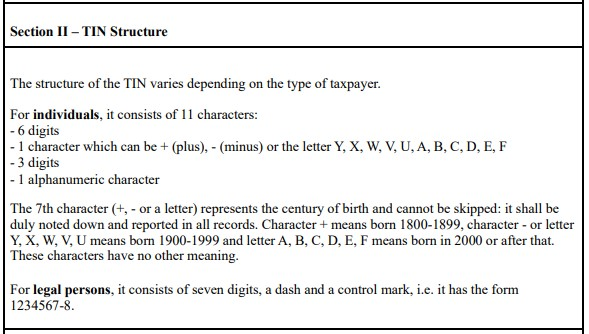 Section II – TIN Structure
The structure of the TIN varies depending on the type of taxpayer.
For individuals, it consists of 11 characters:
- 6 digits
- 1 character which can be + (plus), - (minus) or the letter Y, X, W, V, U, A, B, C, D, E, F
- 3 digits
- 1 alphanumeric character
The 7th character (+, - or a letter) represents the century of birth and cannot be skipped: it shall be
duly noted down and reported in all records. Character + means born 1800-1899, character - or letter
Y, X, W, V, U means born 1900-1999 and letter A, B, C, D, E, F means born in 2000 or after that.
These characters have no other meaning.
For legal persons, it consists of seven digits, a dash and a control mark, i.e. it has the form
1234567-8.